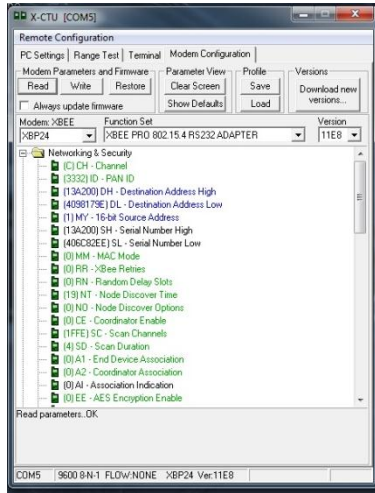 X-CTU [COM5]
Remote Configuration
PC Settings Range Test Terminal Modem Configuration
Modem Parameters and Firmware Parameter View Profile Versions
Read Write Restore Clear Screen Save Download new versions...
Always update firmware Show Defaults Load
Modem: XBEE Function Set Version
XBP24 XBEE PRO 802.15.4 RS232 ADAPTER 11E8
Networking & Security
(C) CH - Channel
(3332) ID - PAN ID
(13A200) DH - Destination Address High
(4098179E) DL - Destination Address Low
(1) MY - 16-bit Source Address
(13A200) SH - Serial Number High
(406C82EE) SL - Serial Number Low
(0) MM - MAC Mode
(0) RR - XBee Retries
(0) RN - Random Delay Slots
(19) NT - Node Discover Time
(0) NO - Node Discover Options
(0) CE - Coordinator Enable
(1FFE) SC - Scan Channels
(4) SD - Scan Duration
(0) A1 - End Device Association
(0) A2 - Coordinator Association
(0) AI - Association Indication
(0) EE - AES Encryption Enable
Read parameters..OK
COM5 9600 8-N-1 FLOW:NONE XBP24 Ver:11E8